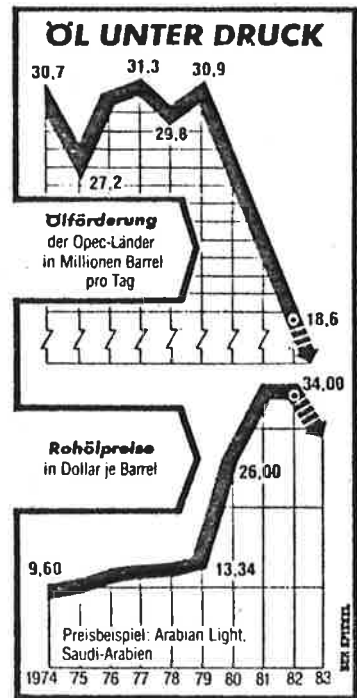 ÖL UNTER DRUCK
30,7
31,3
30,9
29,8
27,2
Ölförderung
der Opec-Länder
in Millionen Barrel
pro Tag
18,6
34,00
Rohölpreise
in Dollar je Barrel
26,00
9,60
13,34
Preisbeispiel: Arabian Light,
Saudi-Arabien
DER SPIEGEL
1974 75 76 77 78 79 80 81 82 83